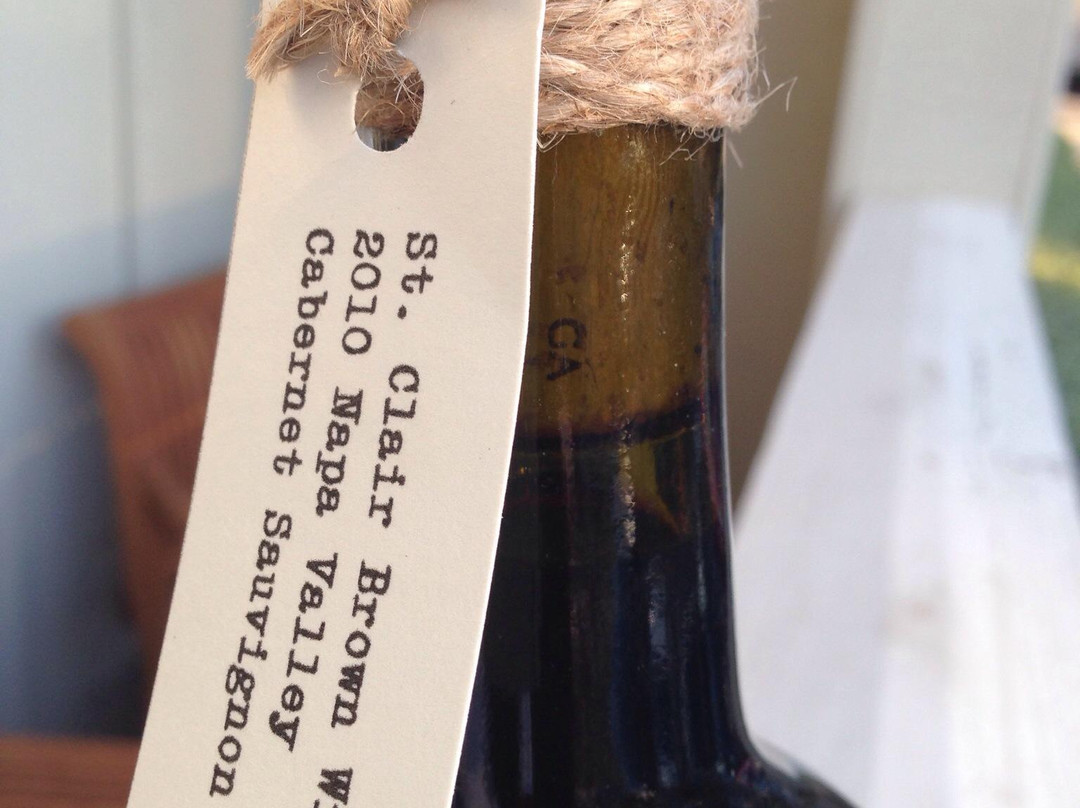 St. Clair Brown
2010 Napa Valley
Cabernet Sauvignon
CA